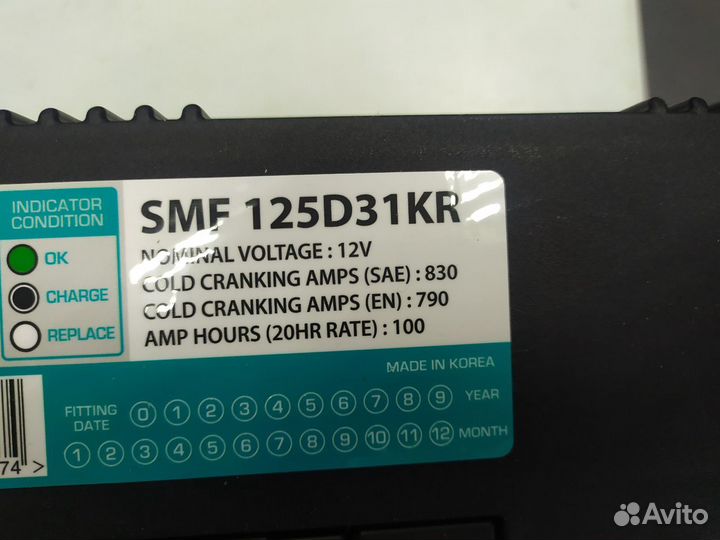 INDICATOR
CONDITION
OK
CHARGE
REPLACE
SMF 125D31KR
NOMINAL VOLTAGE : 12V
COLD CRANKING AMPS (SAE) : 830
COLD CRANKING AMPS (EN) : 790
AMP HOURS (20HR RATE) : 100
MADE IN KOREA
FITTING
DATE
0 1 2 3 4 5 6 7 8 9 YEAR
1 2 3 4 5 6 7 8 9 10 11 12 MONTH
74 >
Avito